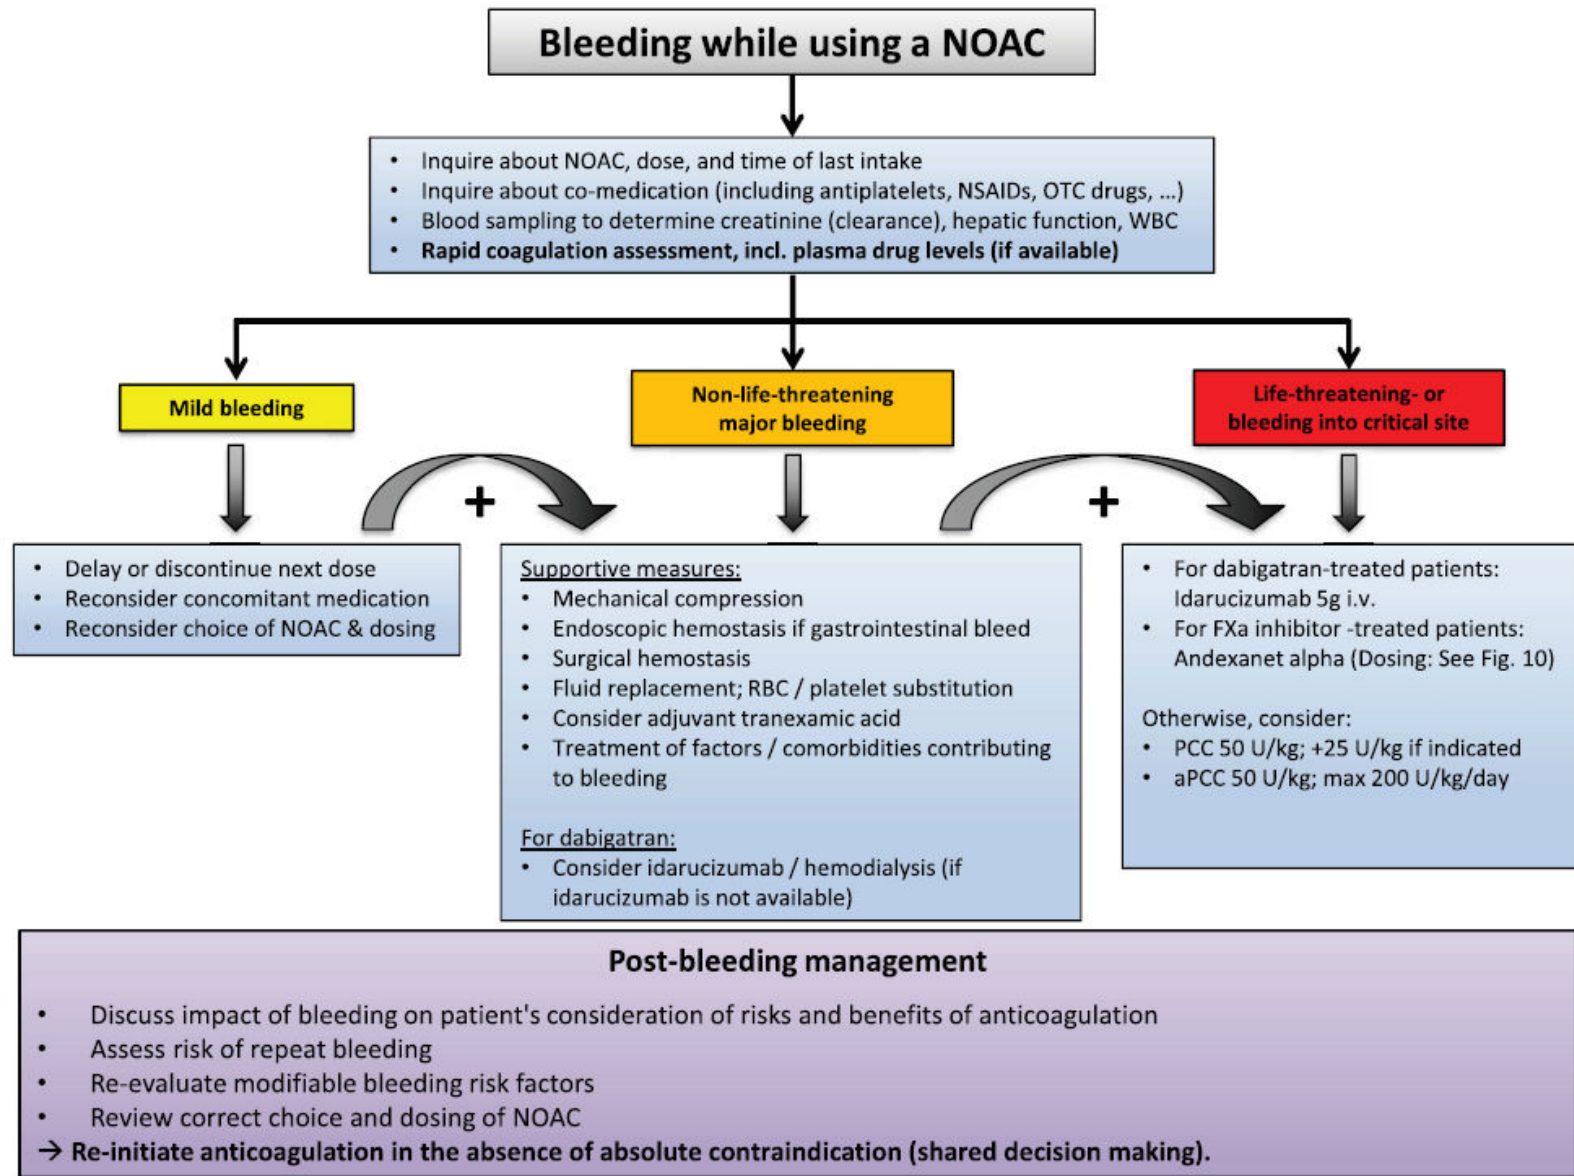 Bleeding while using a NOAC
• Inquire about NOAC, dose, and time of last intake
• Inquire about co-medication (including antiplatelets, NSAIDs, OTC drugs, ...)
• Blood sampling to determine creatinine (clearance), hepatic function, WBC
• Rapid coagulation assessment, incl. plasma drug levels (if available)
Mild bleeding
Non-life-threatening
major bleeding
Life-threatening- or
bleeding into critical site
+
+
• Delay or discontinue next dose
• Reconsider concomitant medication
• Reconsider choice of NOAC & dosing
Supportive measures:
• Mechanical compression
• Endoscopic hemostasis if gastrointestinal bleed
• Surgical hemostasis
• Fluid replacement; RBC / platelet substitution
• Consider adjuvant tranexamic acid
• Treatment of factors / comorbidities contributing
to bleeding
For dabigatran:
• Consider idarucizumab / hemodialysis (if
idarucizumab is not available)
• For dabigatran-treated patients:
Idarucizumab 5g i.v.
• For FXa inhibitor -treated patients:
Andexanet alpha (Dosing: See Fig. 10)
Otherwise, consider:
• PCC 50 U/kg; +25 U/kg if indicated
• aPCC 50 U/kg; max 200 U/kg/day
Post-bleeding management
• Discuss impact of bleeding on patient's consideration of risks and benefits of anticoagulation
• Assess risk of repeat bleeding
• Re-evaluate modifiable bleeding risk factors
• Review correct choice and dosing of NOAC
→ Re-initiate anticoagulation in the absence of absolute contraindication (shared decision making).